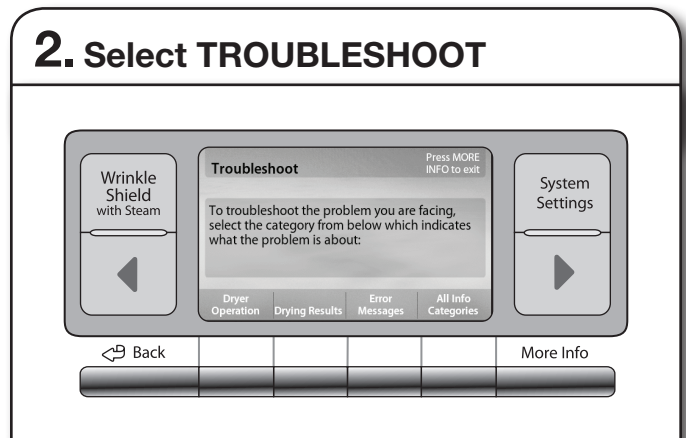 2. Select TROUBLESHOOT
Wrinkle
Shield
with Steam
Troubleshoot
Press MORE
INFO to exit
To troubleshoot the problem you are facing,
select the category from below which indicates
what the problem is about:
Dryer
Operation
Drying Results
Error
Messages
All Info
Categories
System
Settings
Back
More Info